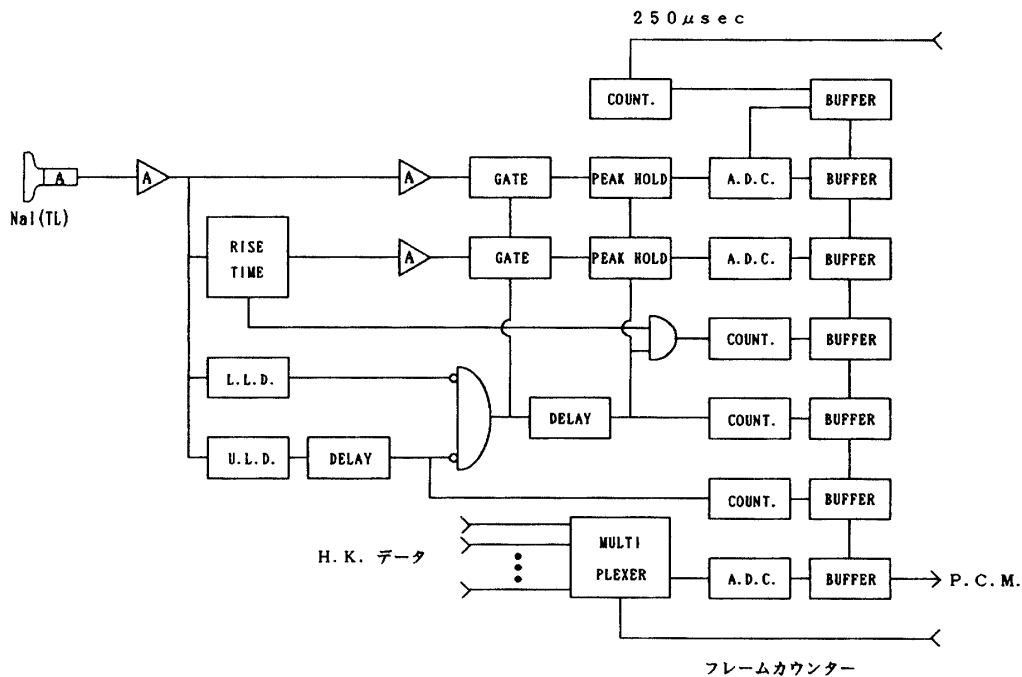 250μsec
COUNT.
BUFFER
A
A
A
GATE
PEAK HOLD
A.D.C.
BUFFER
NaI(TL)
RISE
TIME
A
GATE
PEAK HOLD
A.D.C.
BUFFER
COUNT.
BUFFER
L.L.D.
DELAY
COUNT.
BUFFER
U.L.D.
DELAY
COUNT.
BUFFER
H.K. データ
MULTI
PLEXER
A.D.C.
BUFFER
P.C.M.
フレームカウンター